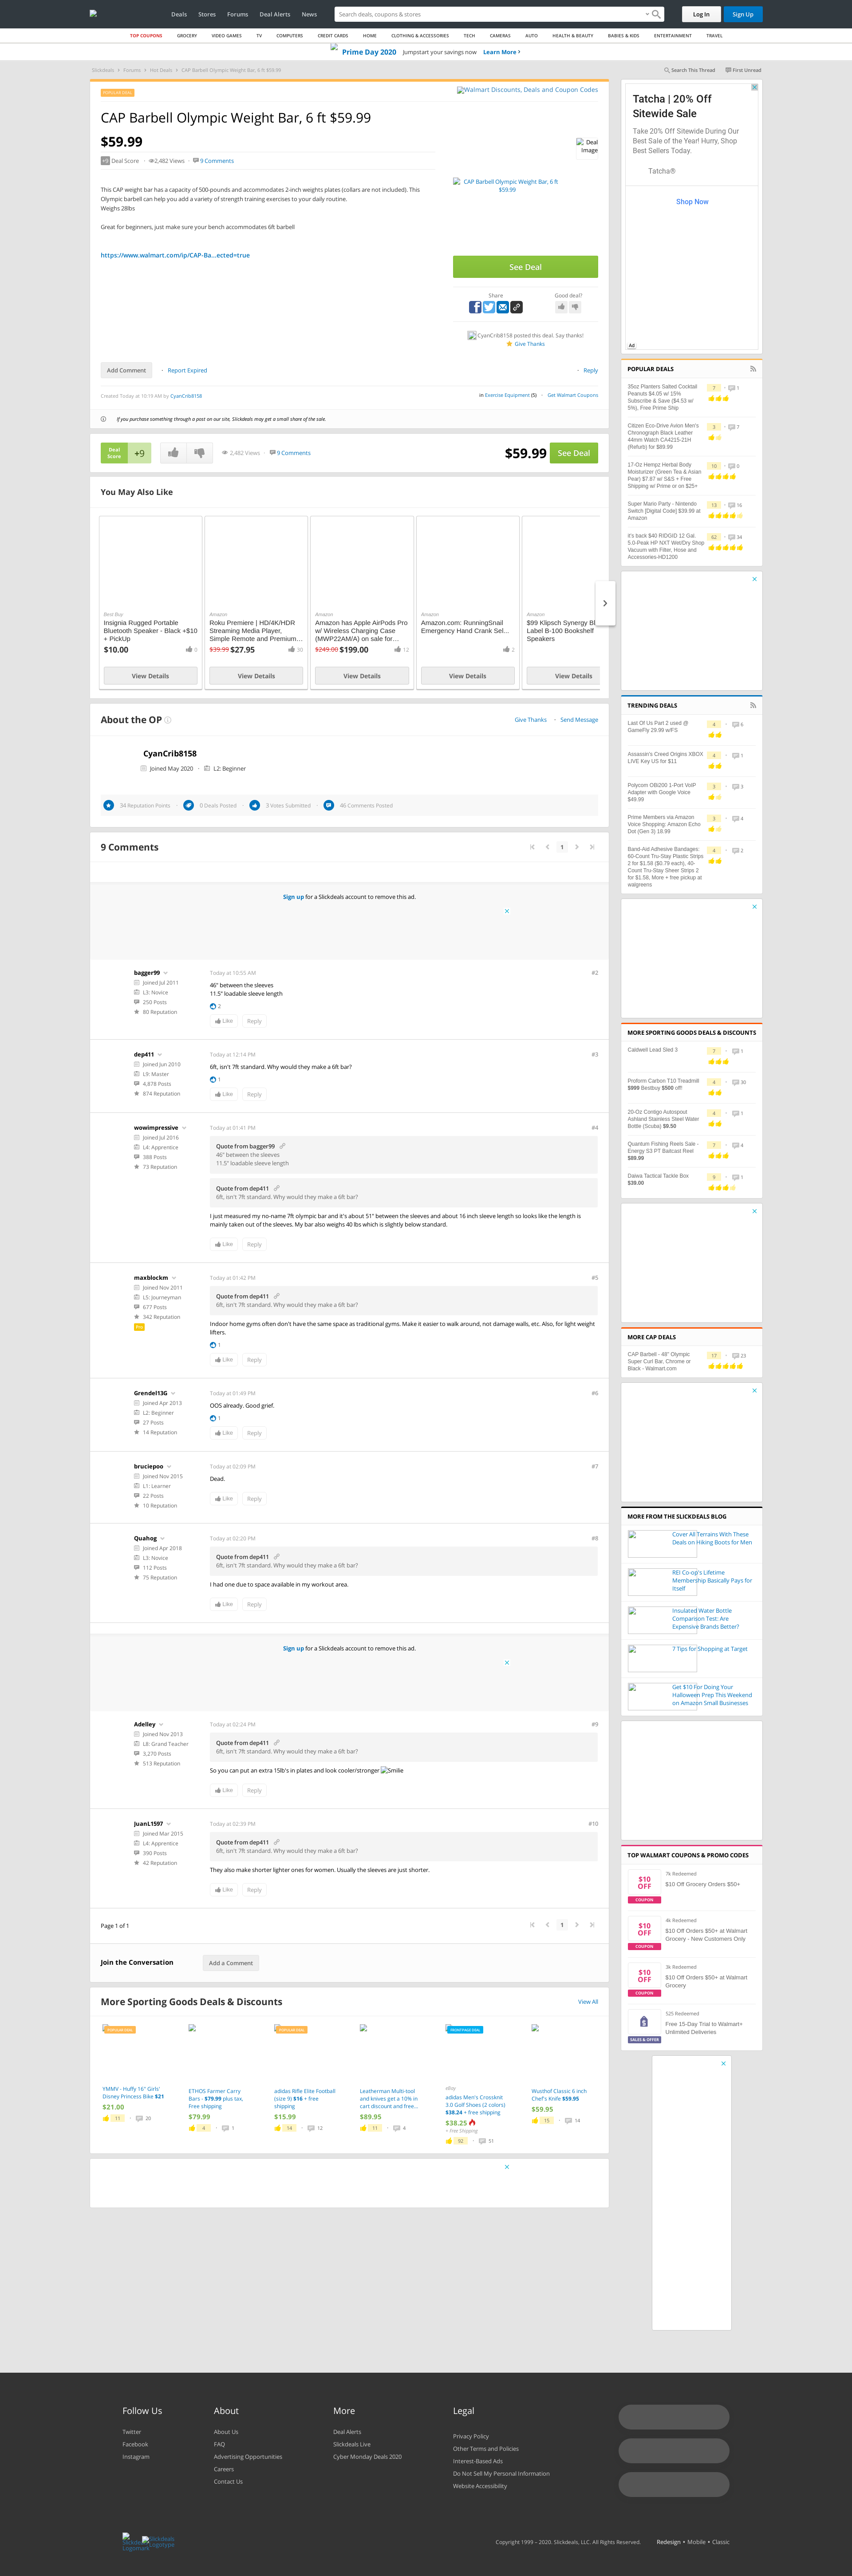 Deals Stores Forums Deal Alerts News
Search deals, coupons & stores
Log In Sign Up
TOP COUPONS GROCERY VIDEO GAMES TV COMPUTERS CREDIT CARDS HOME CLOTHING & ACCESSORIES TECH CAMERAS AUTO HEALTH & BEAUTY BABIES & KIDS ENTERTAINMENT TRAVEL
Prime Day 2020 Jumpstart your savings now Learn More
Slickdeals Forums Hot Deals CAP Barbell Olympic Weight Bar, 6 ft $59.99
Search This Thread First Unread
POPULAR DEAL
Walmart Discounts, Deals and Coupon Codes
CAP Barbell Olympic Weight Bar, 6 ft $59.99
$59.99
+9 Deal Score 2,482 Views 9 Comments
Deal Image
CAP Barbell Olympic Weight Bar, 6 ft
$59.99
This CAP weight bar has a capacity of 500-pounds and accommodates 2-inch weights plates (collars are not included). This
Olympic barbell can help you add a variety of strength training exercises to your daily routine.
Weighs 28lbs
Great for beginners, just make sure your bench accommodates 6ft barbell
https://www.walmart.com/ip/CAP-Ba...ected=true0
See Deal
Share Good deal?
CyanCrib8158 posted this deal. Say thanks!
Give Thanks
Add Comment Report Expired Reply
Created Today at 10:19 AM by CyanCrib8158
in Exercise Equipment (5) Get Walmart Coupons
If you purchase something through a post on our site, Slickdeals may get a small share of the sale.
Deal
Score
+9
2,482 Views 9 Comments
$59.99 See Deal
You May Also Like
Best Buy
Insignia Rugged Portable
Bluetooth Speaker - Black +$10
+ PickUp
$10.00 0
View Details
Amazon
Roku Premiere | HD/4K/HDR
Streaming Media Player,
Simple Remote and Premium...
$39.99 $27.95 30
View Details
Amazon
Amazon has Apple AirPods Pro
w/ Wireless Charging Case
(MWP22AM/A) on sale for...
$249.00 $199.00 12
View Details
Amazon
Amazon.com: RunningSnail
Emergency Hand Crank Sel...
2
View Details
Amazon
$99 Klipsch Synergy Bl
Label B-100 Bookshelf
Speakers
View Details
About the OP
Give Thanks Send Message
CyanCrib8158
Joined May 2020 L2: Beginner
34 Reputation Points 0 Deals Posted 3 Votes Submitted 46 Comments Posted
9 Comments
1
Sign up for a Slickdeals account to remove this ad.
bagger99
Joined Jul 2011
L3: Novice
250 Posts
80 Reputation
Today at 10:55 AM #2
46" between the sleeves
11.5" loadable sleeve length
2
Like Reply
dep411
Joined Jun 2010
L9: Master
4,878 Posts
874 Reputation
Today at 12:14 PM #3
6ft, isn't 7ft standard. Why would they make a 6ft bar?
1
Like Reply
wowimpressive
Joined Jul 2016
L4: Apprentice
388 Posts
73 Reputation
Today at 01:41 PM #4
Quote from bagger99
46" between the sleeves
11.5" loadable sleeve length
Quote from dep411
6ft, isn't 7ft standard. Why would they make a 6ft bar?
I just measured my no-name 7ft olympic bar and it's about 51" between the sleeves and about 16 inch sleeve length so looks like the length is
mainly taken out of the sleeves. My bar also weighs 40 lbs which is slightly below standard.
Like Reply
maxblockm
Joined Nov 2011
L5: Journeyman
677 Posts
342 Reputation
Pro
Today at 01:42 PM #5
Quote from dep411
6ft, isn't 7ft standard. Why would they make a 6ft bar?
Indoor home gyms often don't have the same space as traditional gyms. Make it easier to walk around, not damage walls, etc. Also, for light weight
lifters.
1
Like Reply
Grendel13G
Joined Apr 2013
L2: Beginner
27 Posts
14 Reputation
Today at 01:49 PM #6
OOS already. Good grief.
1
Like Reply
bruciepoo
Joined Nov 2015
L1: Learner
22 Posts
10 Reputation
Today at 02:09 PM #7
Dead.
Like Reply
Quahog
Joined Apr 2018
L3: Novice
112 Posts
75 Reputation
Today at 02:20 PM #8
Quote from dep411
6ft, isn't 7ft standard. Why would they make a 6ft bar?
I had one due to space available in my workout area.
Like Reply
Sign up for a Slickdeals account to remove this ad.
Adelley
Joined Nov 2013
L8: Grand Teacher
3,270 Posts
513 Reputation
Today at 02:24 PM #9
Quote from dep411
6ft, isn't 7ft standard. Why would they make a 6ft bar?
So you can put an extra 15lb's in plates and look cooler/stronger Smilie
Like Reply
JuanL1597
Joined Mar 2015
L4: Apprentice
390 Posts
42 Reputation
Today at 02:39 PM #10
Quote from dep411
6ft, isn't 7ft standard. Why would they make a 6ft bar?
They also make shorter lighter ones for women. Usually the sleeves are just shorter.
Like Reply
Page 1 of 1 1
Join the Conversation Add a Comment
More Sporting Goods Deals & Discounts View All
POPULAR DEAL
YMMV - Huffy 16" Girls'
Disney Princess Bike $21
$21.00
11 20
ETHOS Farmer Carry
Bars - $79.99 plus tax,
Free shipping
$79.99
4 1
POPULAR DEAL
adidas Rifle Elite Football
(size 9) $16 + free
shipping
$15.99
14 12
Leatherman Multi-tool
and knives get a 10% in
cart discount and free...
$89.95
11 4
FRONTPAGE DEAL
eBay
adidas Men's Crossknit
3.0 Golf Shoes (2 colors)
$38.24 + free shipping
$38.25
+ Free Shipping
92 51
Wusthof Classic 6 inch
Chef's Knife $59.95
$59.95
15 14
Tatcha | 20% Off
Sitewide Sale
Take 20% Off Sitewide During Our
Best Sale of the Year! Hurry, Shop
Best Sellers Today.
Tatcha®
Shop Now
Ad
POPULAR DEALS
35oz Planters Salted Cocktail
Peanuts $4.05 w/ 15%
Subscribe & Save ($4.53 w/
5%), Free Prime Ship
7 1
Citizen Eco-Drive Avion Men's
Chronograph Black Leather
44mm Watch CA4215-21H
(Refurb) for $89.99
3 7
17-Oz Hempz Herbal Body
Moisturizer (Green Tea & Asian
Pear) $7.87 w/ S&S + Free
Shipping w/ Prime or on $25+
10 0
Super Mario Party - Nintendo
Switch [Digital Code] $39.99 at
Amazon
13 16
it's back $40 RIDGID 12 Gal.
5.0-Peak HP NXT Wet/Dry Shop
Vacuum with Filter, Hose and
Accessories-HD1200
62 34
TRENDING DEALS
Last Of Us Part 2 used @
GameFly 29.99 w/FS
4 6
Assassin's Creed Origins XBOX
LIVE Key US for $11
4 1
Polycom OBi200 1-Port VoIP
Adapter with Google Voice
$49.99
3 3
Prime Members via Amazon
Voice Shopping: Amazon Echo
Dot (Gen 3) 18.99
3 4
Band-Aid Adhesive Bandages:
60-Count Tru-Stay Plastic Strips
2 for $1.58 ($0.79 each), 40-
Count Tru-Stay Sheer Strips 2
for $1.58, More + free pickup at
walgreens
4 2
MORE SPORTING GOODS DEALS & DISCOUNTS
Caldwell Lead Sled 3
7 1
Proform Carbon T10 Treadmill
$999 Bestbuy $500 off!
4 30
20-Oz Contigo Autospout
Ashland Stainless Steel Water
Bottle (Scuba) $9.50
4 1
Quantum Fishing Reels Sale -
Energy S3 PT Baitcast Reel
$89.99
7 4
Daiwa Tactical Tackle Box
$39.00
9 1
MORE CAP DEALS
CAP Barbell - 48" Olympic
Super Curl Bar, Chrome or
Black - Walmart.com
17 23
MORE FROM THE SLICKDEALS BLOG
Cover All Terrains With These
Deals on Hiking Boots for Men
REI Co-op's Lifetime
Membership Basically Pays for
Itself
Insulated Water Bottle
Comparison Test: Are
Expensive Brands Better?
7 Tips for Shopping at Target
Get $10 For Doing Your
Halloween Prep This Weekend
on Amazon Small Businesses
TOP WALMART COUPONS & PROMO CODES
$10
OFF
COUPON
7k Redeemed
$10 Off Grocery Orders $50+
$10
OFF
COUPON
4k Redeemed
$10 Off Orders $50+ at Walmart
Grocery - New Customers Only
$10
OFF
COUPON
3k Redeemed
$10 Off Orders $50+ at Walmart
Grocery
SALES & OFFER
525 Redeemed
Free 15-Day Trial to Walmart+
Unlimited Deliveries
Follow Us
Twitter
Facebook
Instagram
About
About Us
FAQ
Advertising Opportunities
Careers
Contact Us
More
Deal Alerts
Slickdeals Live
Cyber Monday Deals 2020
Legal
Privacy Policy
Other Terms and Policies
Interest-Based Ads
Do Not Sell My Personal Information
Website Accessibility
Slickdeals
Logotype
Copyright 1999 – 2020. Slickdeals, LLC. All Rights Reserved. Redesign • Mobile • Classic